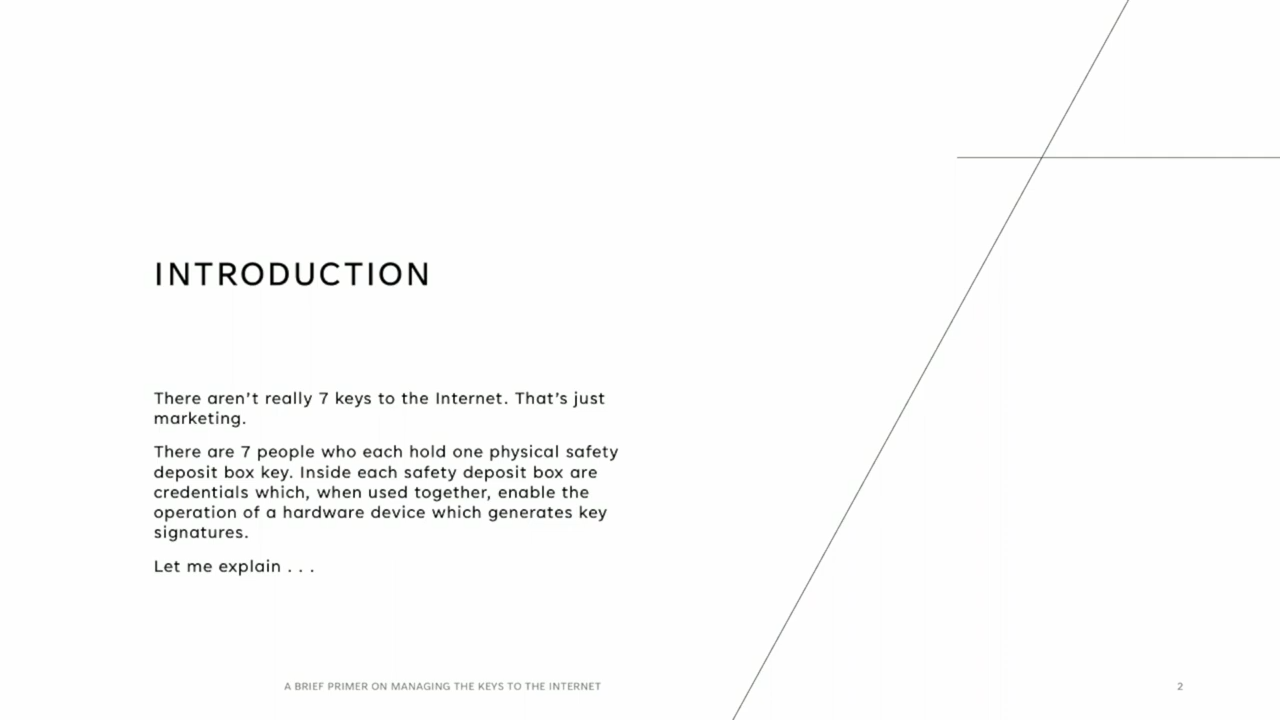 INTRODUCTION
There aren’t really 7 keys to the Internet. That’s just
marketing.
There are 7 people who each hold one physical safety
deposit box key. Inside each safety deposit box are
credentials which, when used together, enable the
operation of a hardware device which generates key
signatures.
Let me explain . . .
A BRIEF PRIMER ON MANAGING THE KEYS TO THE INTERNET
2